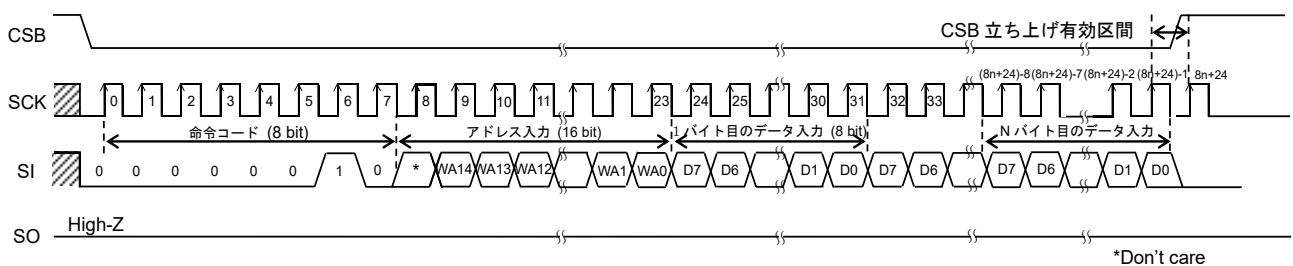 CSB
CSB 立ち上げ有効区間
SCK
0 1 2 3 4 5 6 7 8 9 10 11 23 24 25 30 31 32 33 (8n+24)-8 (8n+24)-7 (8n+24)-2 (8n+24)-1 8n+24
命令コード (8 bit)
アドレス入力 (16 bit)
1 バイト目のデータ入力 (8 bit)
N バイト目のデータ入力
SI
0 0 0 0 0 0 1 0 * WA14 WA13 WA12 WA1 WA0 D7 D6 D1 D0 D7 D6 D7 D6 D1 D0
SO
High-Z
*Don't care